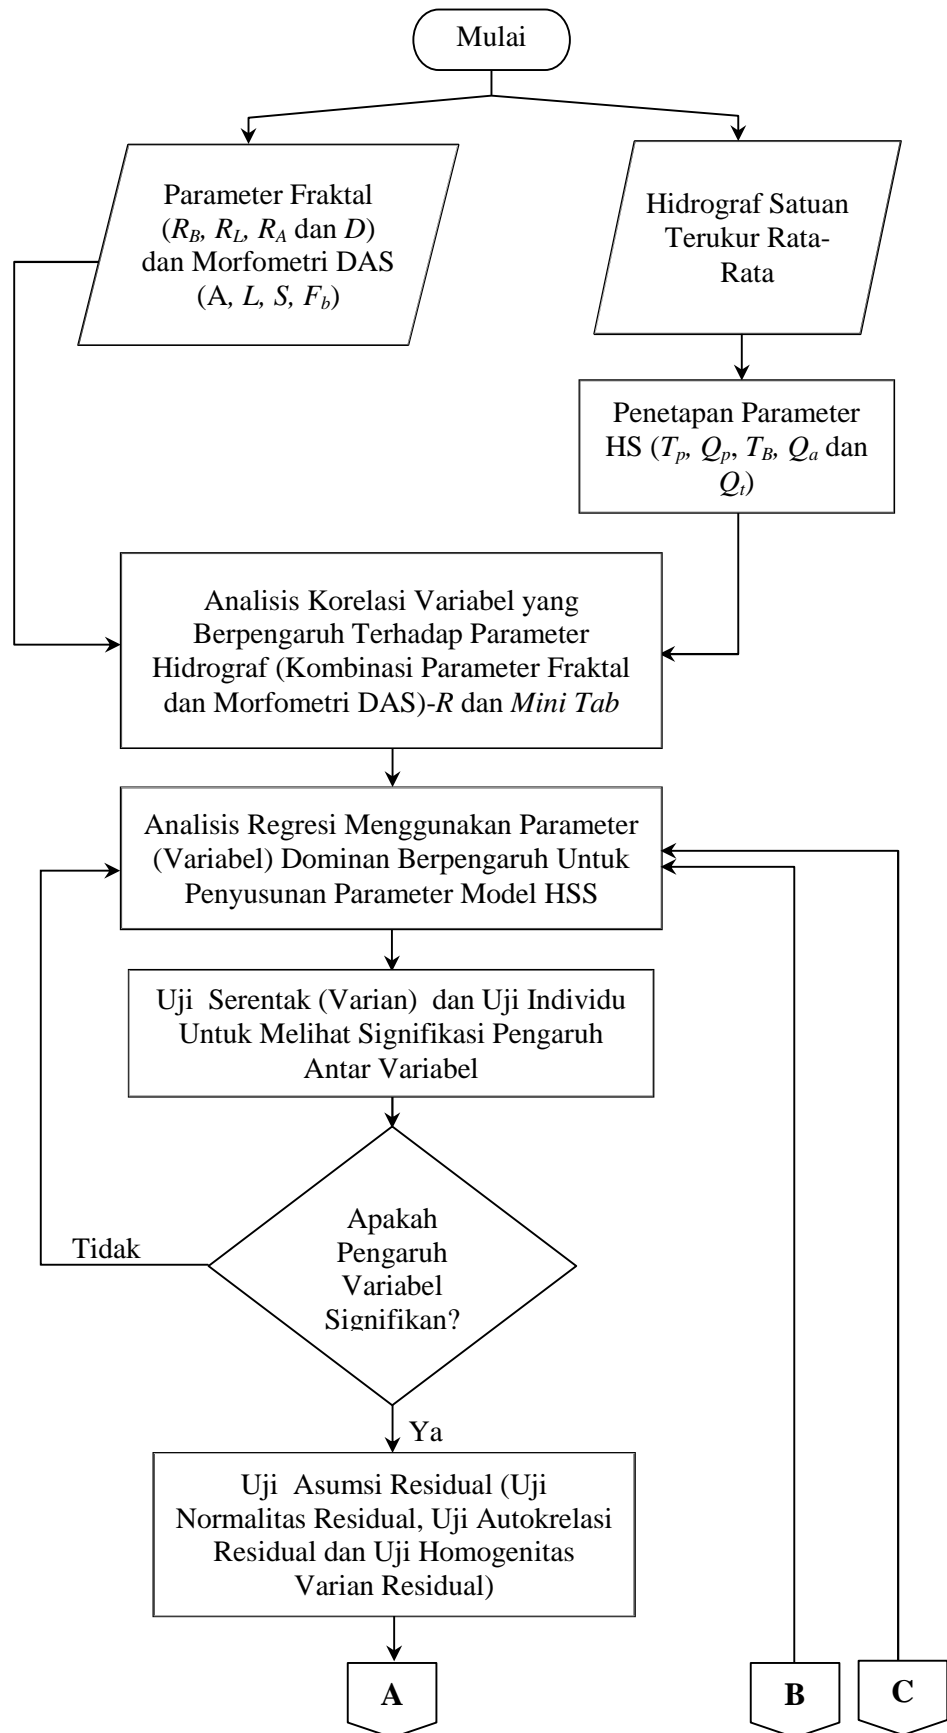 Mulai
Parameter Fraktal
(R_B, R_L, R_A dan D)
dan Morfometri DAS
(A, L, S, F_b)
Hidrograf Satuan
Terukur Rata-
Rata
Penetapan Parameter
HS (T_p, Q_p, T_B, Q_a dan
Q_t)
Analisis Korelasi Variabel yang
Berpengaruh Terhadap Parameter
Hidrograf (Kombinasi Parameter Fraktal
dan Morfometri DAS)-R dan Mini Tab
Analisis Regresi Menggunakan Parameter
(Variabel) Dominan Berpengaruh Untuk
Penyusunan Parameter Model HSS
Uji Serentak (Varian) dan Uji Individu
Untuk Melihat Signifikasi Pengaruh
Antar Variabel
Apakah
Pengaruh
Variabel
Signifikan?
Tidak
Ya
Uji Asumsi Residual (Uji
Normalitas Residual, Uji Autokrelasi
Residual dan Uji Homogenitas
Varian Residual)
A
B
C